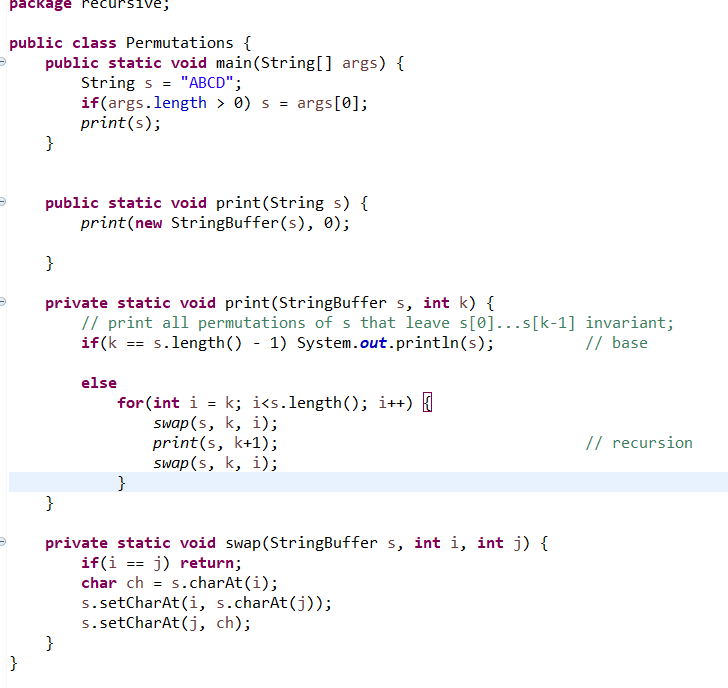 package recursive;
public class Permutations {
    public static void main(String[] args) {
        String s = "ABCD";
        if(args.length > 0) s = args[0];
        print(s);
    }
    public static void print(String s) {
        print(new StringBuffer(s), 0);
    }
    private static void print(StringBuffer s, int k) {
        // print all permutations of s that leave s[0]...s[k-1] invariant;
        if(k == s.length() - 1) System.out.println(s);          // base
        else
            for(int i = k; i<s.length(); i++) {
                swap(s, k, i);
                print(s, k+1);                                  // recursion
                swap(s, k, i);
            }
    }
    private static void swap(StringBuffer s, int i, int j) {
        if(i == j) return;
        char ch = s.charAt(i);
        s.setCharAt(i, s.charAt(j));
        s.setCharAt(j, ch);
    }
}